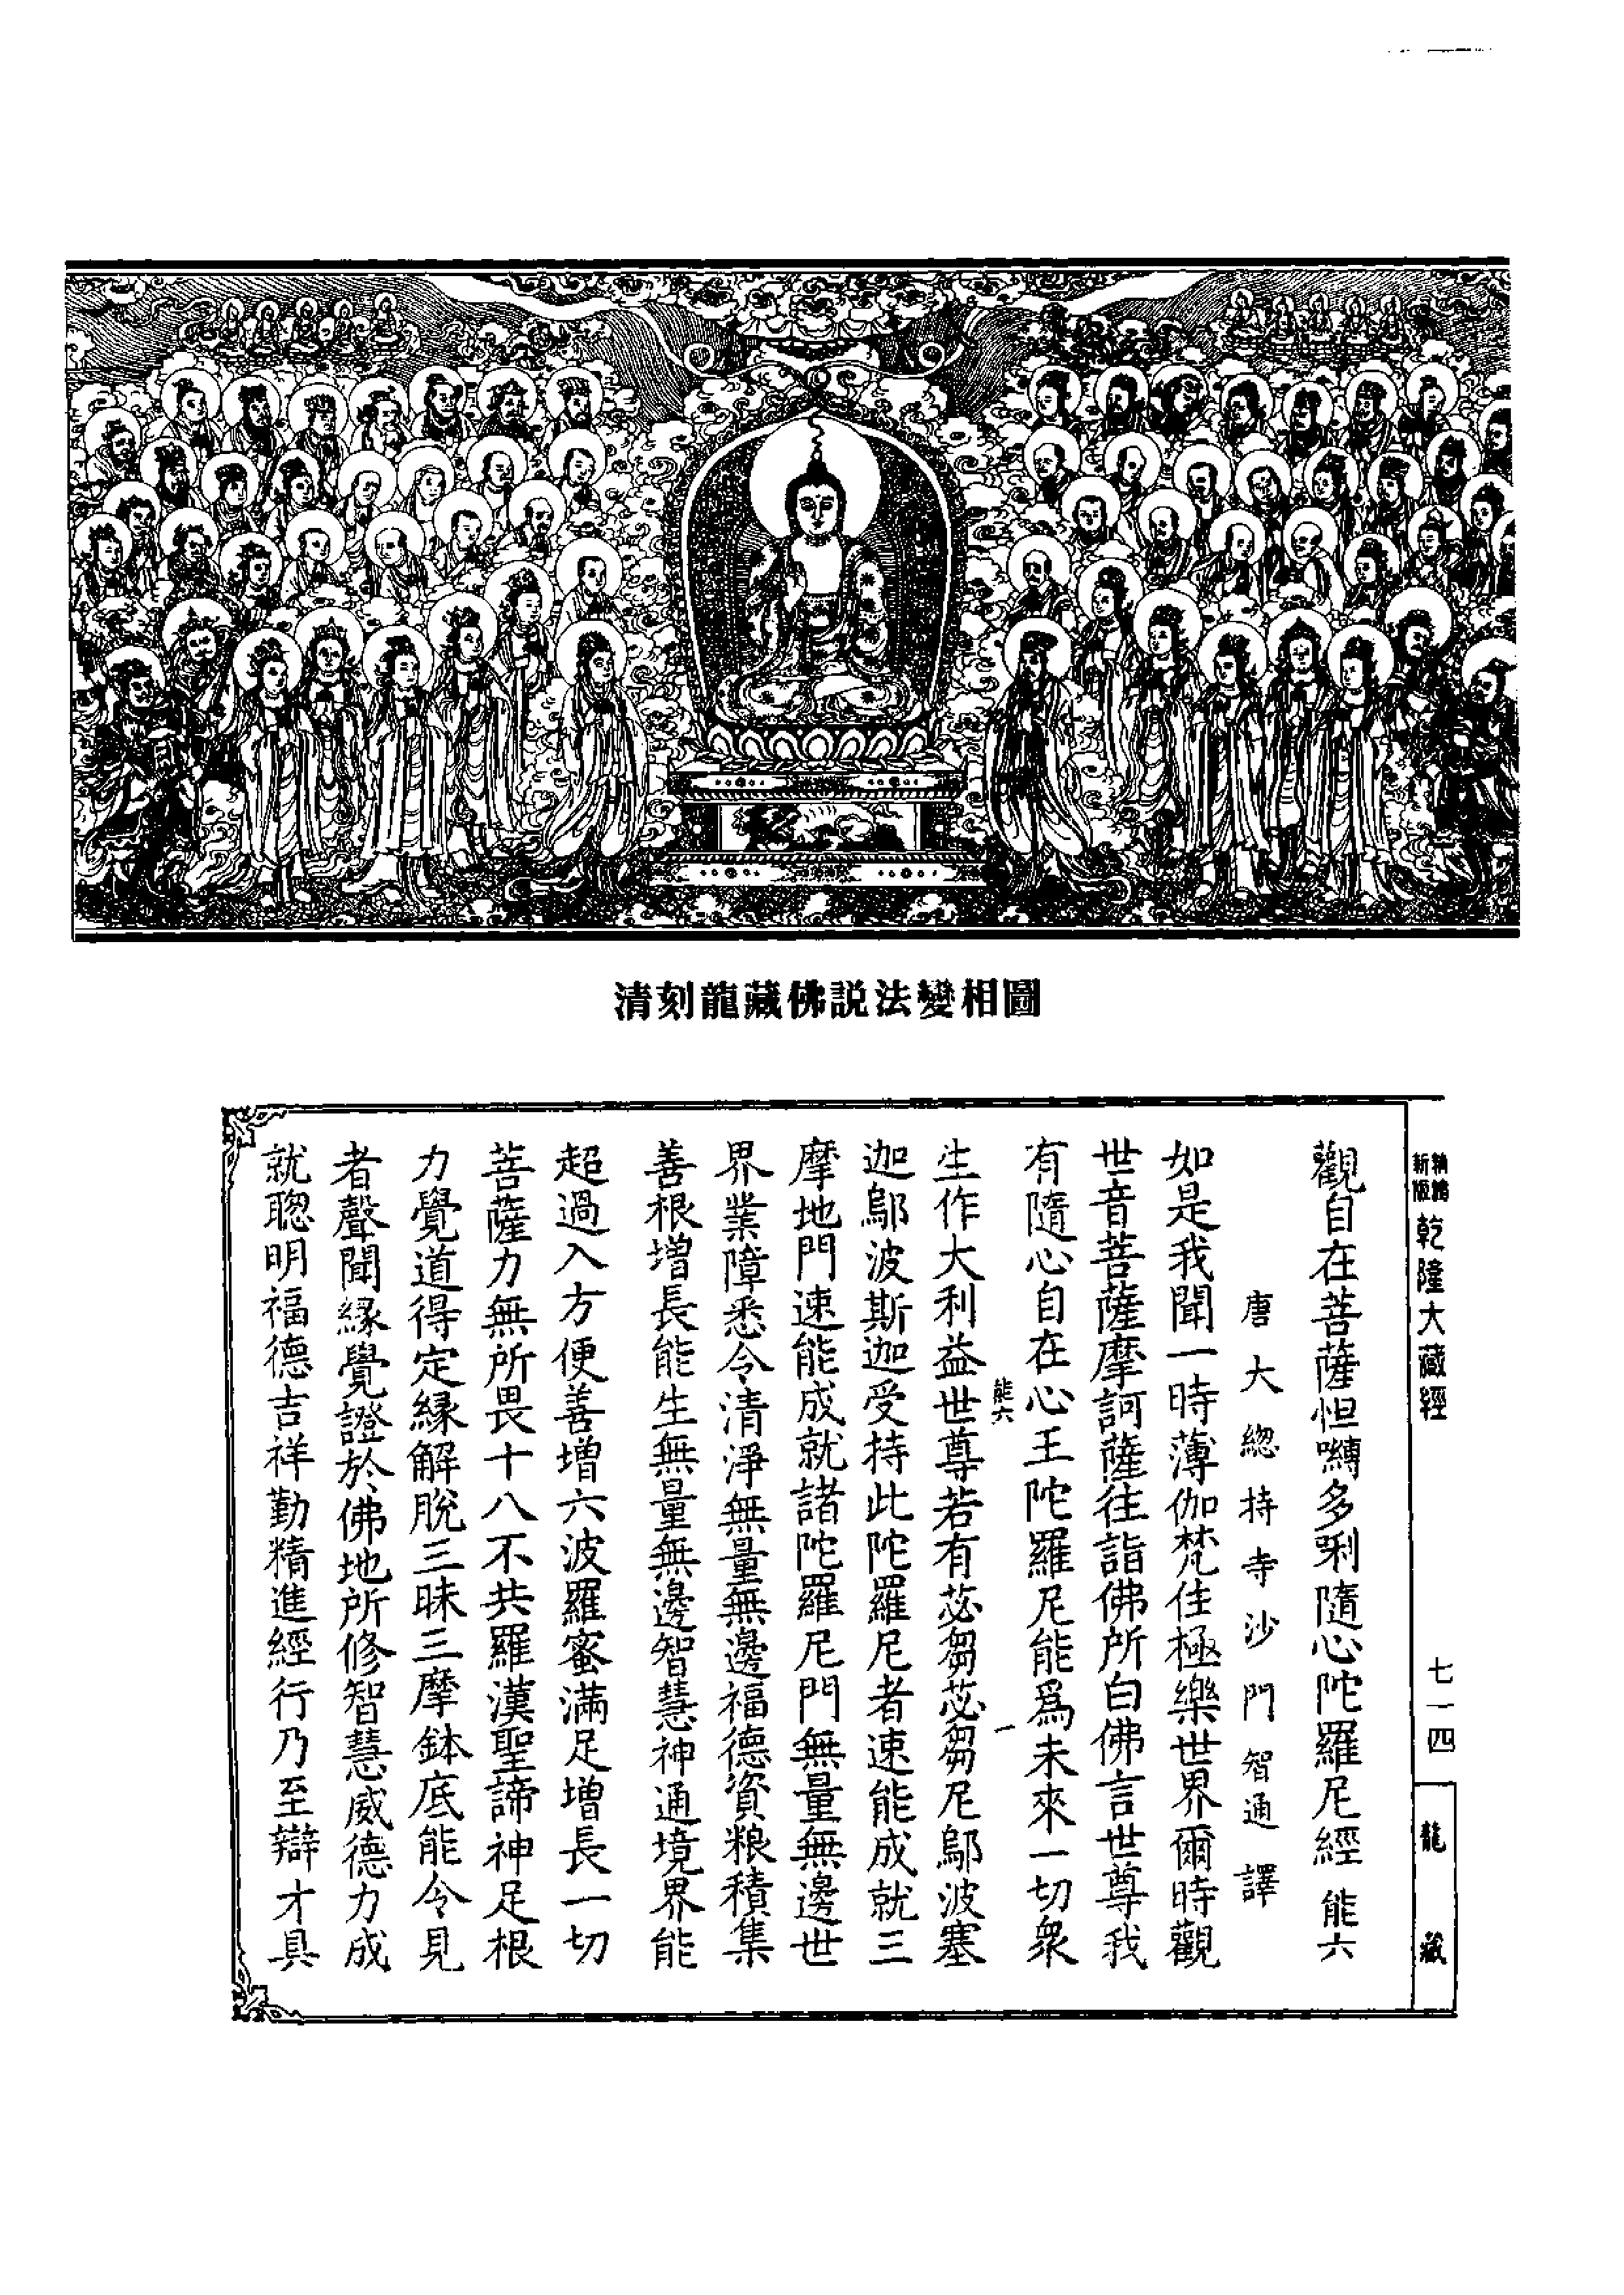 清刻龍藏佛説法變相圖
新版
精縮
乾隆大藏經
七一四
龍藏
觀自在菩薩怛嚩多唎隨心陀羅尼經 能六
唐大總持寺沙門智通 譯
如是我聞一時薄伽梵住極樂世界爾時觀
世音菩薩摩訶薩往詣佛所白佛言世尊我
有隨心自在心王陀羅尼能爲未來一切衆
能六 一
生作大利益世尊若有苾芻苾芻尼鄔波塞
迦鄔波斯迦受持此陀羅尼者速能成就三
摩地門速能成就諸陀羅尼門無量無邊世
界業障悉令清淨無量無邊福德資粮積集
善根增長能生無量無邊智慧神通境界能
超過入方便善增六波羅蜜滿足增長一切
菩薩力無所畏十八不共羅漢聖諦神足根
力覺道得定縁解脫三昧三摩鉢底能令見
者聲聞縁覺證於佛地所修智慧威德力成
就聰明福德吉祥勤精進經行乃至辯才具